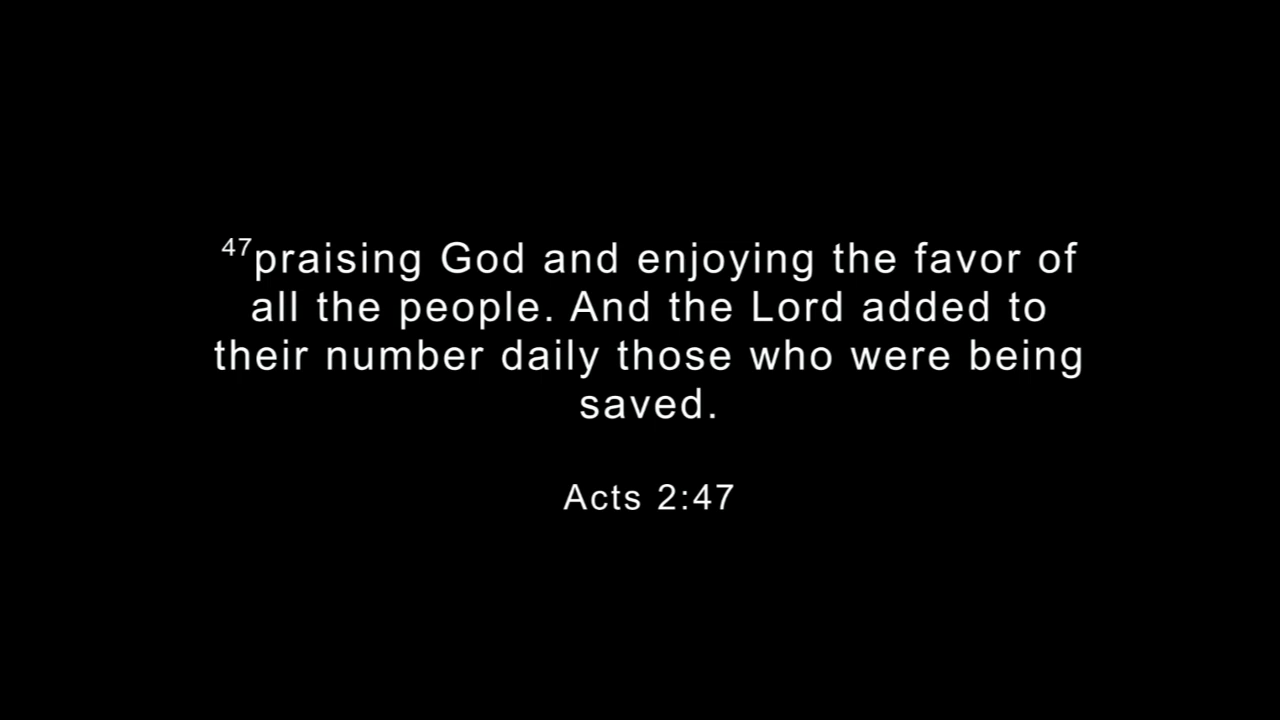 47praising God and enjoying the favor of
all the people. And the Lord added to
their number daily those who were being
saved.
Acts 2:47